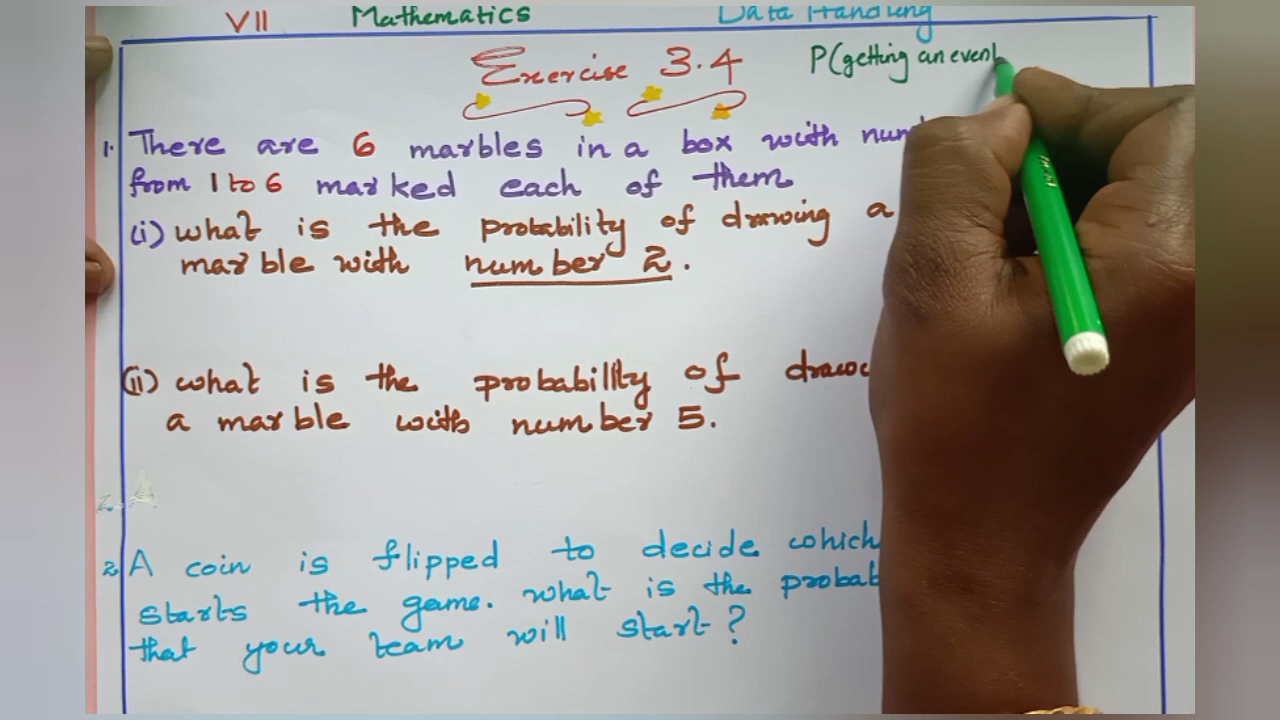 VII Mathematics Data Handling
Exercise 3.4
P(getting an event
1. There are 6 marbles in a box with
from 1 to 6 marked each of them
(i) what is the probability of drawing a
marble with number 2.
(ii) what is the probability of
a marble with number 5.
2. A
2. A coin is flipped to decide which
starts the game. what is the
that your team will start?